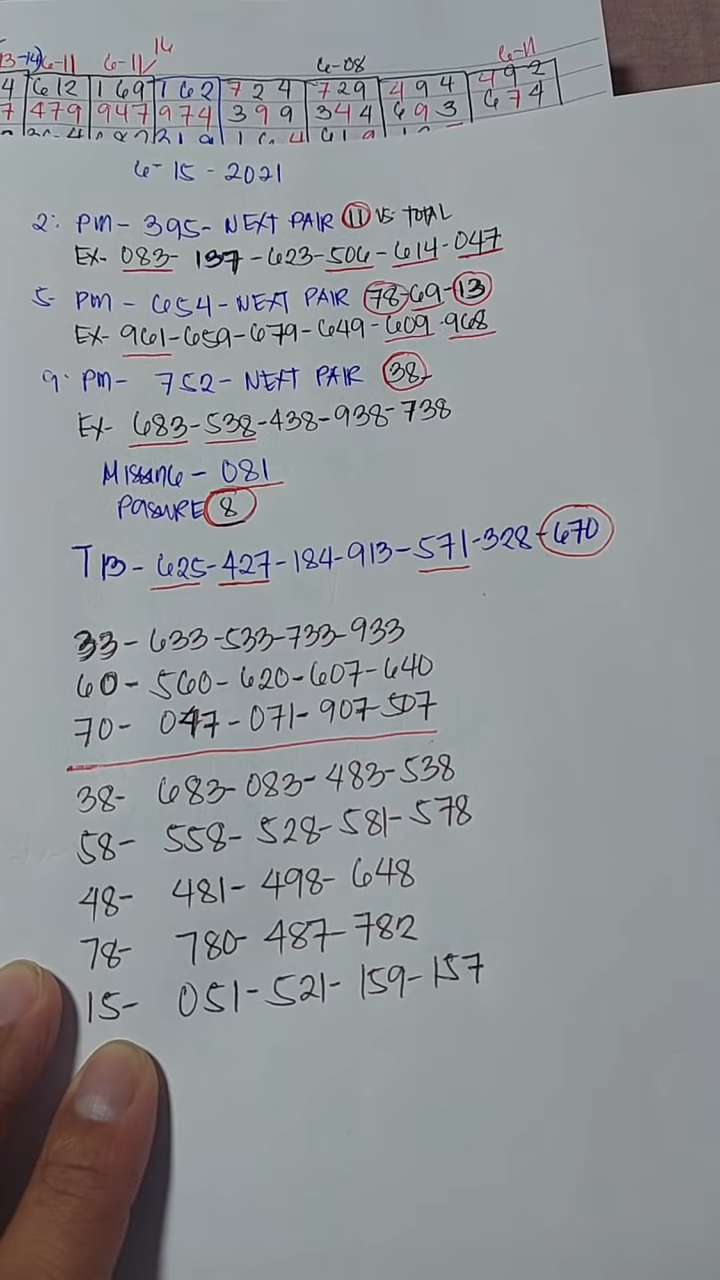 13-14) 6-11 6-11 14 6-08 6-11
4 612 169 162 724 729 494 492
7 479 947 974 399 344 693 674
6-15-2021
2: PM- 395- NEXT PAIR 11 VS TOTAL
EX- 083- 137 -623-506-614-047
5- PM - 654-NEXT PAIR 78-69-13
EX- 961-659-679-649-609-968
9: PM- 752- NEXT PAIR 38-
EX- 683-538-438-938-738
MISSANG - 081
PASURE 8
TB- 625-427-184-913-571-328-670
33- 633-533-733-933
60- 560-620-607-640
70- 047-071-907-507
38- 683-083-483-538
58- 558-528-581-578
48- 481-498-648
78- 780-487-782
15- 051-521-159-157